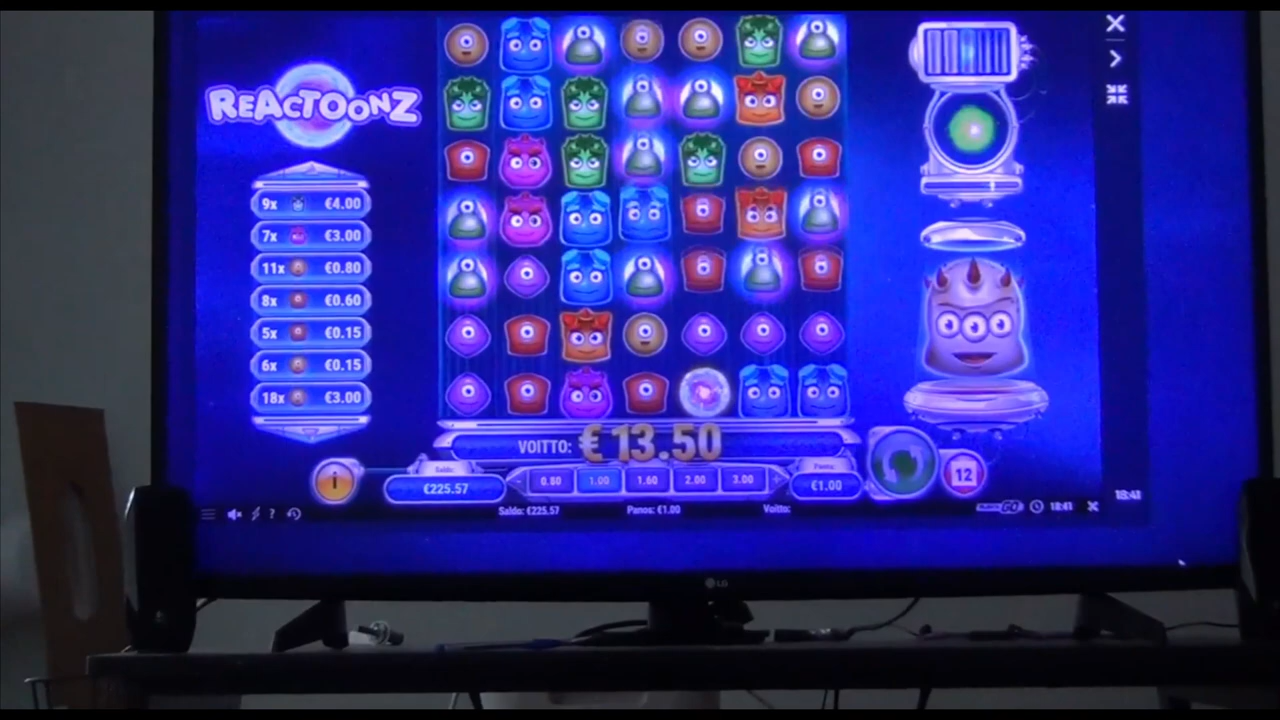 REACTOONZ
9x €4.00
7x €3.00
11x €0.80
8x €0.60
5x €0.15
6x €0.15
18x €3.00
VOITTO: €13.50
Saldo:
€225.57
- 0.80 1.00 1.60 2.00 3.00 +
Panos:
€1.00
12
i
Saldo: €225.57 Panos: €1.00 Voitto:
?
GO 18:41
18:41
LG